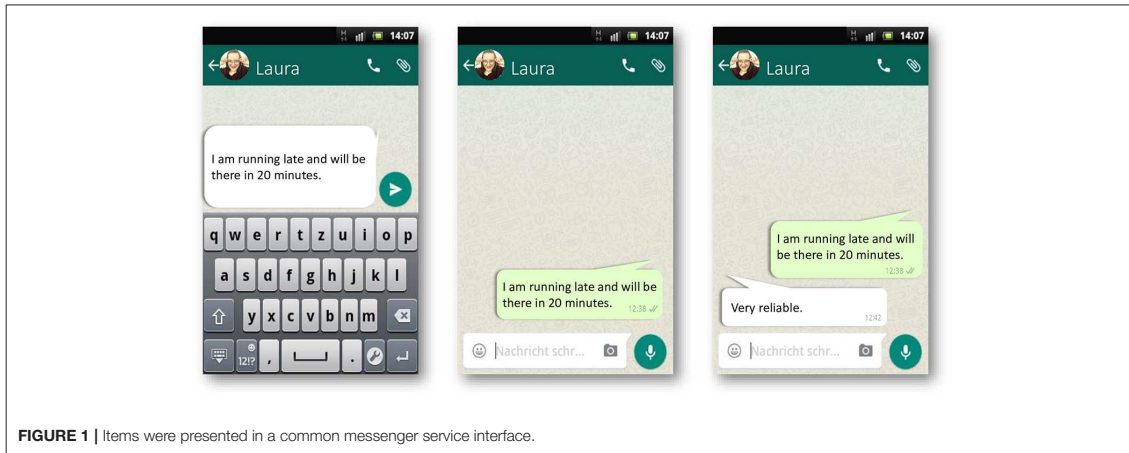 14:07
Laura
I am running late and will be
there in 20 minutes.
q w e r t z u i o p
a s d f g h j k l
y x c v b n m
12!? , .
14:07
Laura
I am running late and will be
there in 20 minutes. 12:38
Nachricht schr...
14:07
Laura
I am running late and will
be there in 20 minutes.
12:38
Very reliable.
12:42
Nachricht schr...
FIGURE 1 | Items were presented in a common messenger service interface.